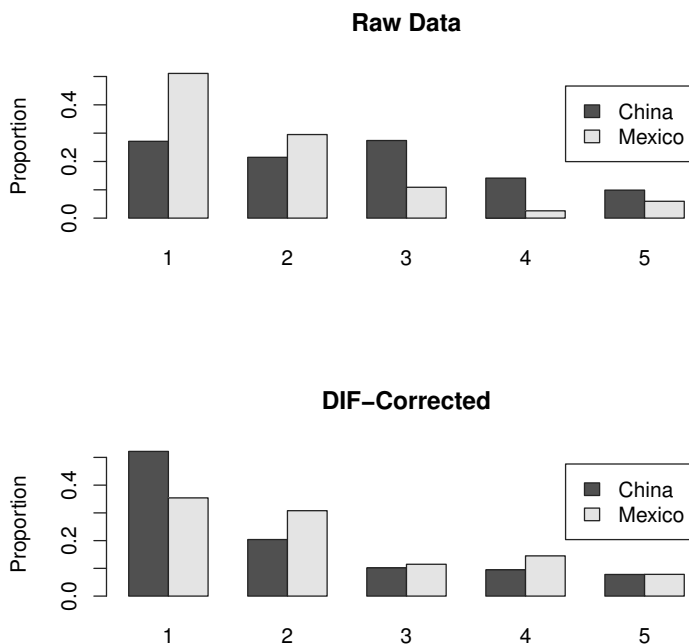 Raw Data
Proportion
0.4
0.2
0.0
China
Mexico
1 2 3 4 5
DIF−Corrected
Proportion
0.4
0.2
0.0
China
Mexico
1 2 3 4 5